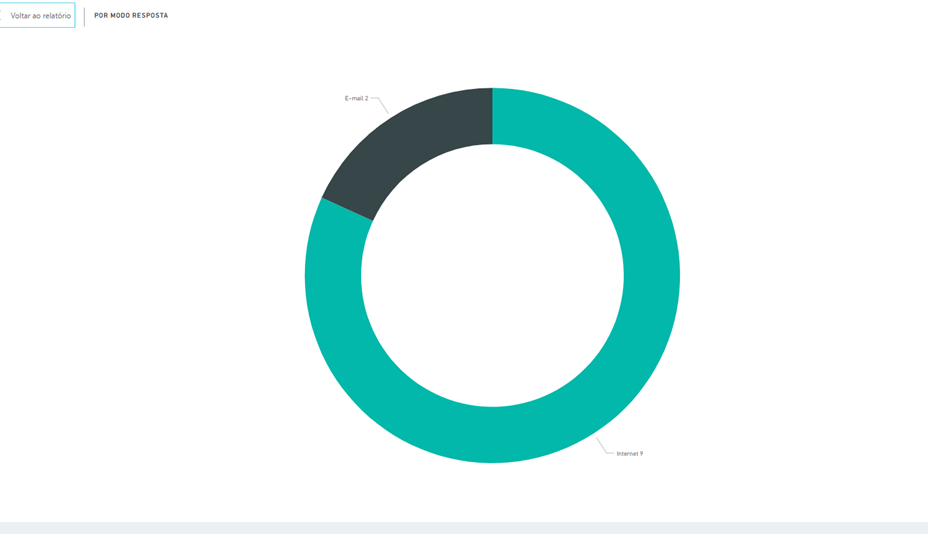 Voltar ao relatório
POR MODO RESPOSTA
E-mail 2
Internet 9